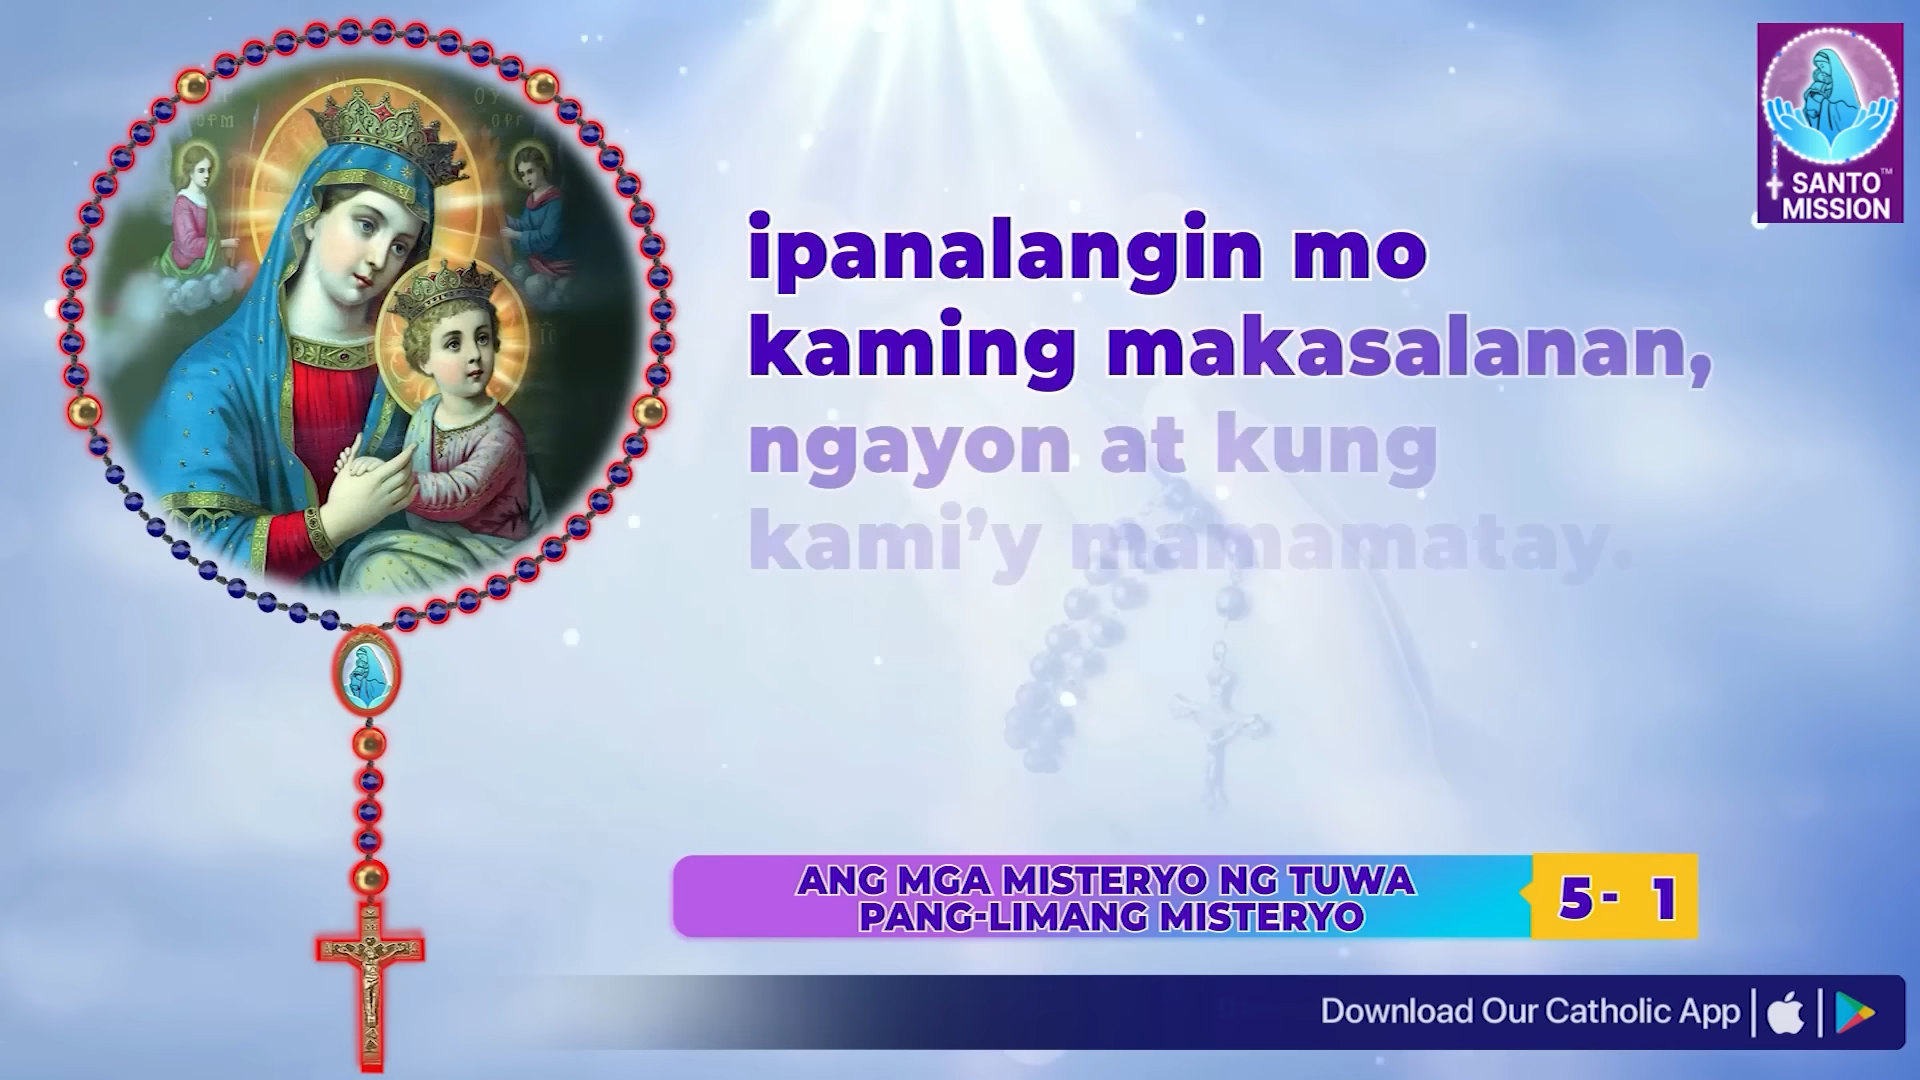 SANTO™
MISSION
ipanalangin mo
kaming makasalanan,
ngayon at kung
kami’y mamamatay.
ANG MGA MISTERYO NG TUWA
PANG-LIMANG MISTERYO
5- 1
Download Our Catholic App